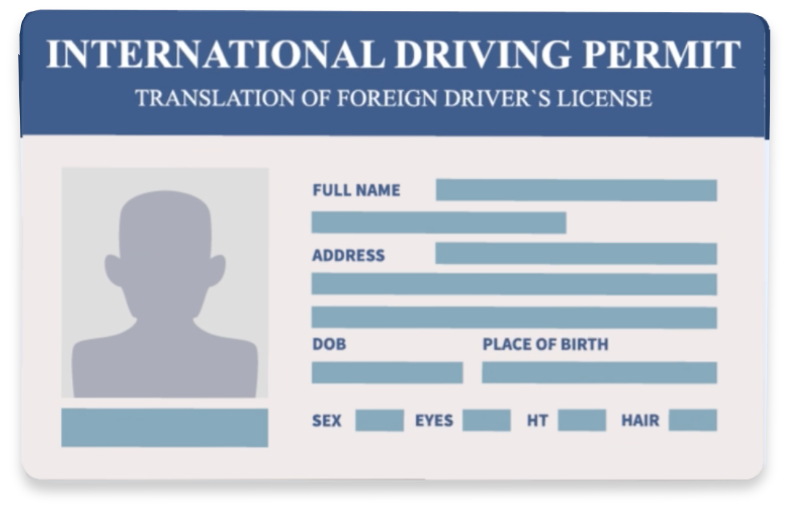 INTERNATIONAL DRIVING PERMIT
TRANSLATION OF FOREIGN DRIVER`S LICENSE
FULL NAME
ADDRESS
DOB PLACE OF BIRTH
SEX EYES HT HAIR